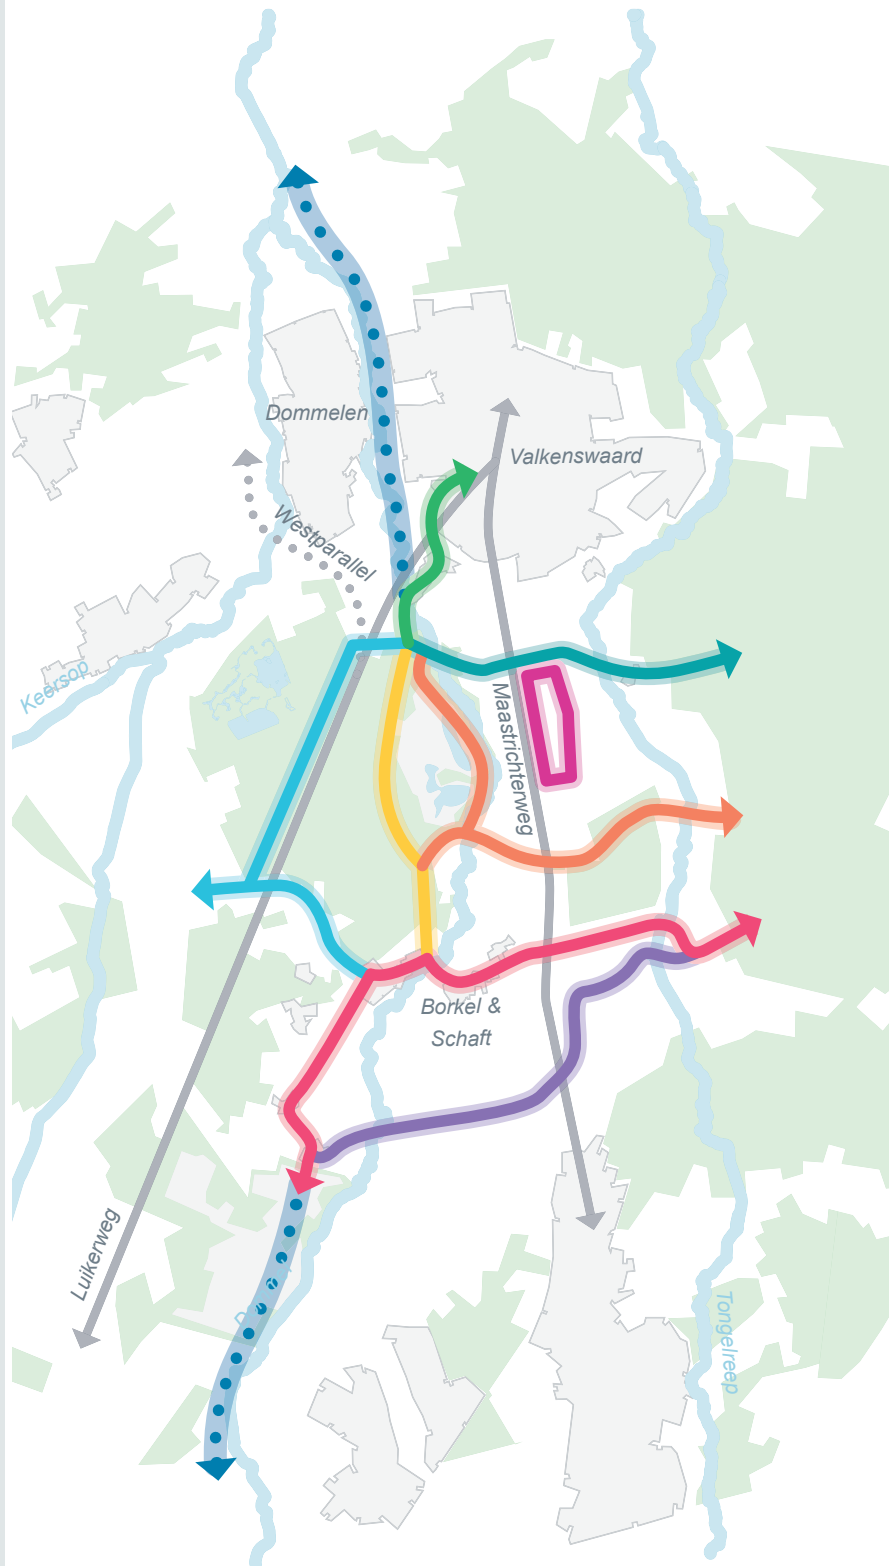 Dommelen
Valkenswaard
Westparallel
Keersop
Maastrichterweg
Borkel &
Schaft
Luikerweg
Tongelreep